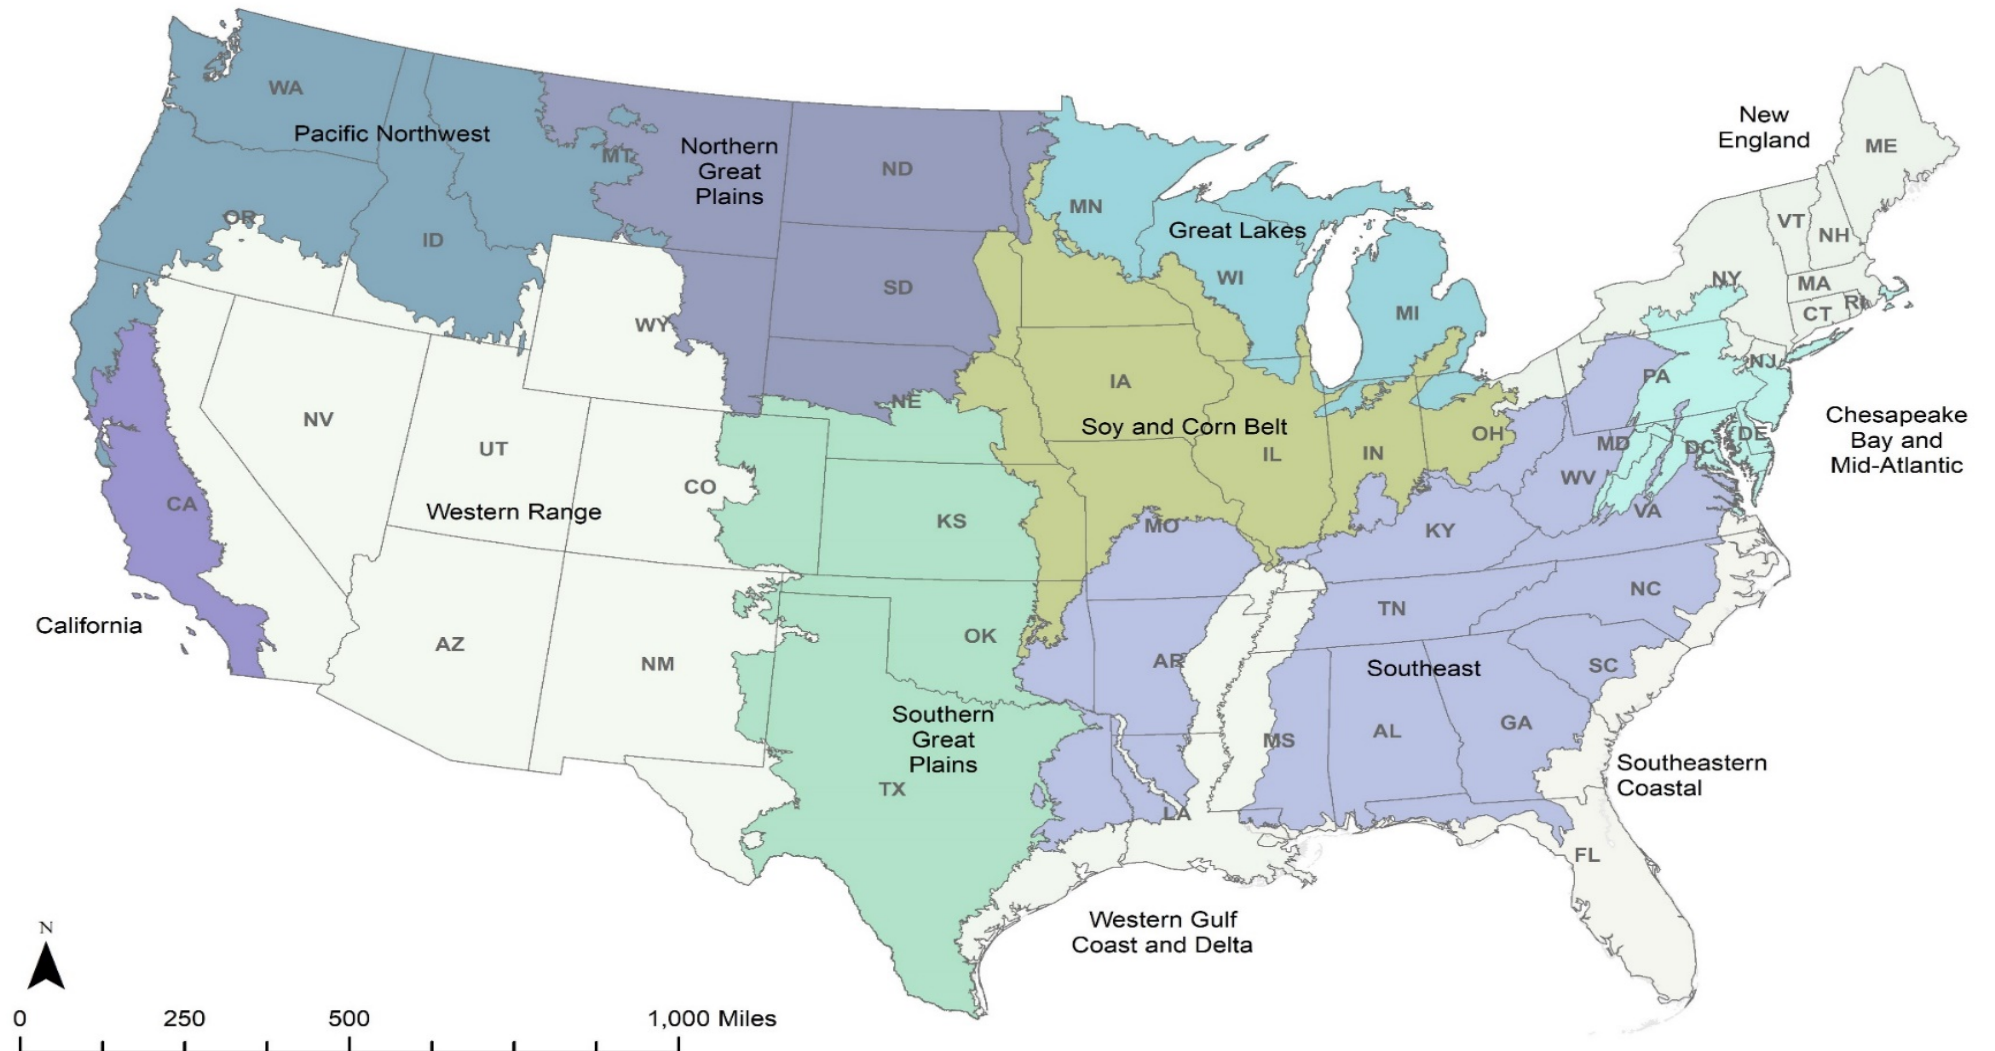 WA
Pacific Northwest
OR
ID
MT
Northern
Great
Plains
ND
SD
WY
NE
MN
Great Lakes
WI
MI
New
England
ME
VT
NH
NY
MA
CT
RI
NJ
PA
Chesapeake
Bay and
Mid-Atlantic
MD
DC
DE
WV
VA
IA
Soy and Corn Belt
IL
IN
OH
NV
UT
CO
Western Range
CA
California
AZ
NM
KS
MO
KY
OK
AR
TN
NC
SC
Southeast
MS
AL
GA
Southern
Great
Plains
TX
LA
Southeastern
Coastal
FL
Western Gulf
Coast and Delta
N
0 250 500 1,000 Miles